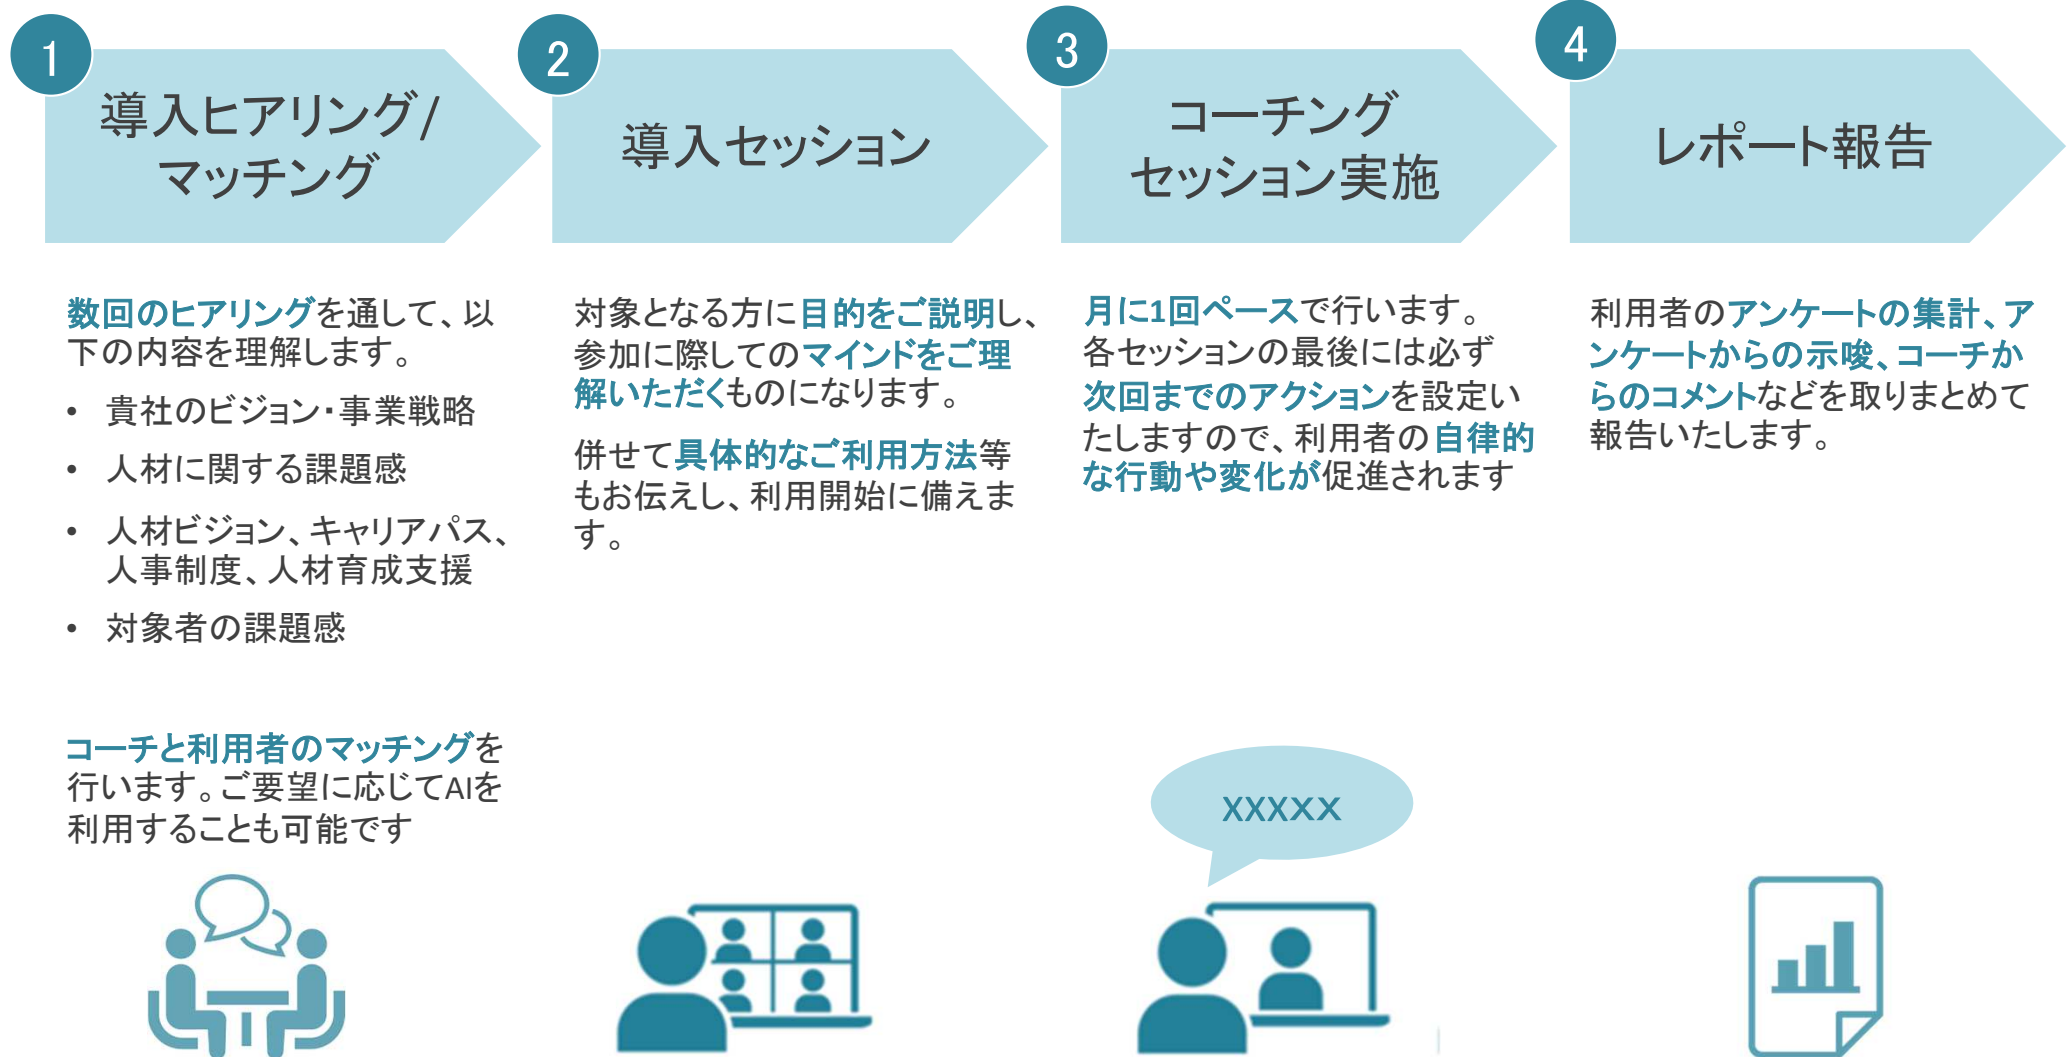 1
導入ヒアリング/
マッチング
数回のヒアリングを通して、以
下の内容を理解します。
• 貴社のビジョン・事業戦略
• 人材に関する課題感
• 人材ビジョン、キャリアパス、
人事制度、人材育成支援
• 対象者の課題感
コーチと利用者のマッチングを
行います。ご要望に応じてAIを
利用することも可能です
2
導入セッション
対象となる方に目的をご説明し、
参加に際してのマインドをご理
解いただくものになります。
併せて具体的なご利用方法等
もお伝えし、利用開始に備えま
す。
3
コーチング
セッション実施
月に1回ペースで行います。
各セッションの最後には必ず
次回までのアクションを設定い
たしますので、利用者の自律的
な行動や変化が促進されます
xxxxx
4
レポート報告
利用者のアンケートの集計、ア
ンケートからの示唆、コーチか
らのコメントなどを取りまとめて
報告いたします。